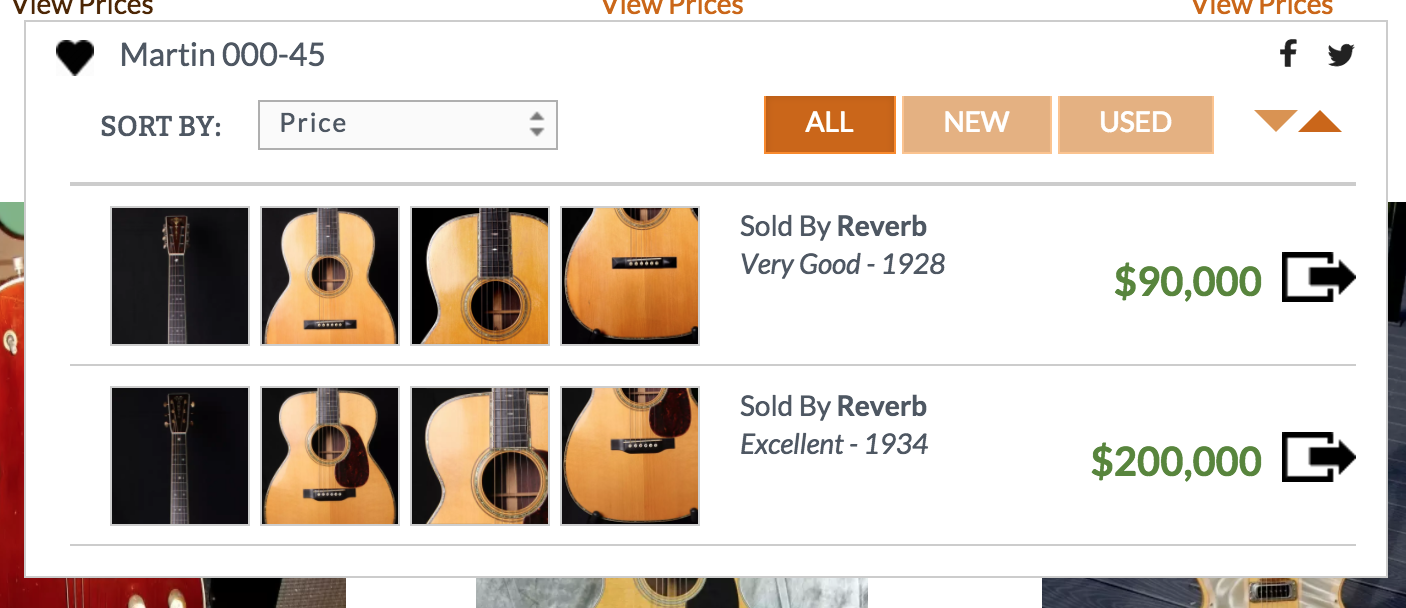 View Prices View Prices View Prices
Martin 000-45
SORT BY: Price ALL NEW USED
Sold By Reverb
Very Good - 1928
$90,000
Sold By Reverb
Excellent - 1934
$200,000